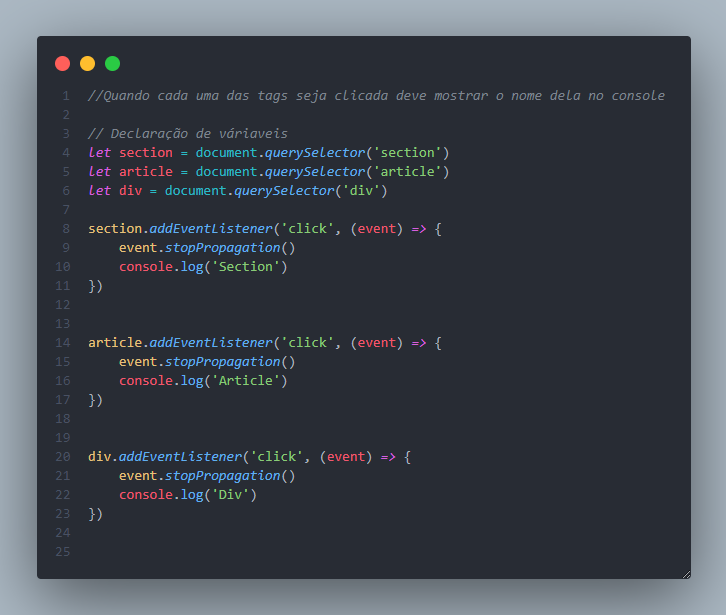 1 //Quando cada uma das tags seja clicada deve mostrar o nome dela no console
2
3 // Declaração de váriaveis
4 let section = document.querySelector('section')
5 let article = document.querySelector('article')
6 let div = document.querySelector('div')
7
8 section.addEventListener('click', (event) => {
9     event.stopPropagation()
10     console.log('Section')
11 })
12
13
14 article.addEventListener('click', (event) => {
15     event.stopPropagation()
16     console.log('Article')
17 })
18
19
20 div.addEventListener('click', (event) => {
21     event.stopPropagation()
22     console.log('Div')
23 })
24
25